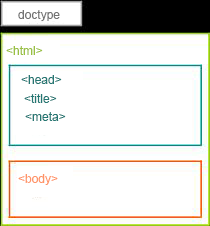 doctype
<html>
<head>
<title>
<meta>
<body>